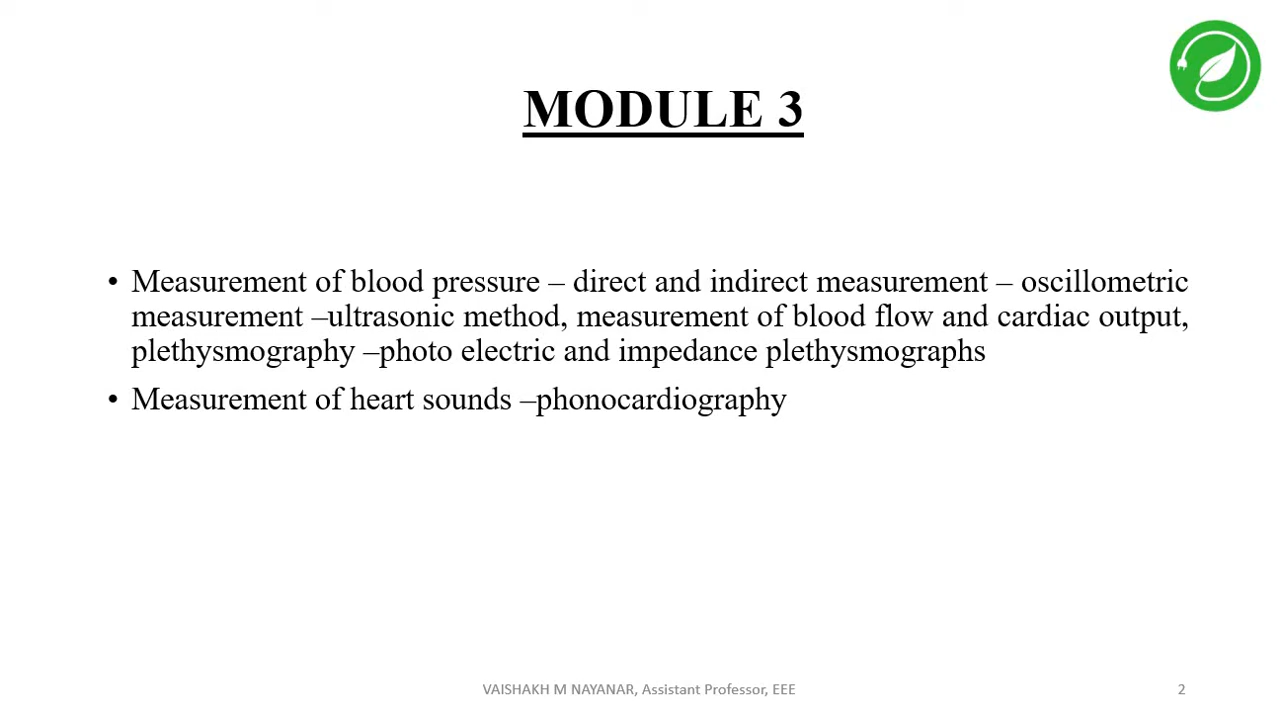 MODULE 3
• Measurement of blood pressure – direct and indirect measurement – oscillometric
measurement –ultrasonic method, measurement of blood flow and cardiac output,
plethysmography –photo electric and impedance plethysmographs
• Measurement of heart sounds –phonocardiography
VAISHAKH M NAYANAR, Assistant Professor, EEE
2